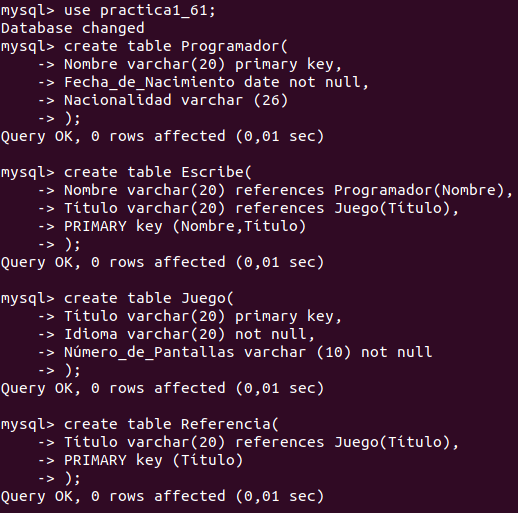 mysql> use practica1_61;
Database changed
mysql> create table Programador(
    -> Nombre varchar(20) primary key,
    -> Fecha_de_Nacimiento date not null,
    -> Nacionalidad varchar (26)
    -> );
Query OK, 0 rows affected (0,01 sec)

mysql> create table Escribe(
    -> Nombre varchar(20) references Programador(Nombre),
    -> Título varchar(20) references Juego(Título),
    -> PRIMARY key (Nombre,Título)
    -> );
Query OK, 0 rows affected (0,01 sec)

mysql> create table Juego(
    -> Título varchar(20) primary key,
    -> Idioma varchar(20) not null,
    -> Número_de_Pantallas varchar (10) not null
    -> );
Query OK, 0 rows affected (0,01 sec)

mysql> create table Referencia(
    -> Título varchar(20) references Juego(Título),
    -> PRIMARY key (Título)
    -> );
Query OK, 0 rows affected (0,01 sec)